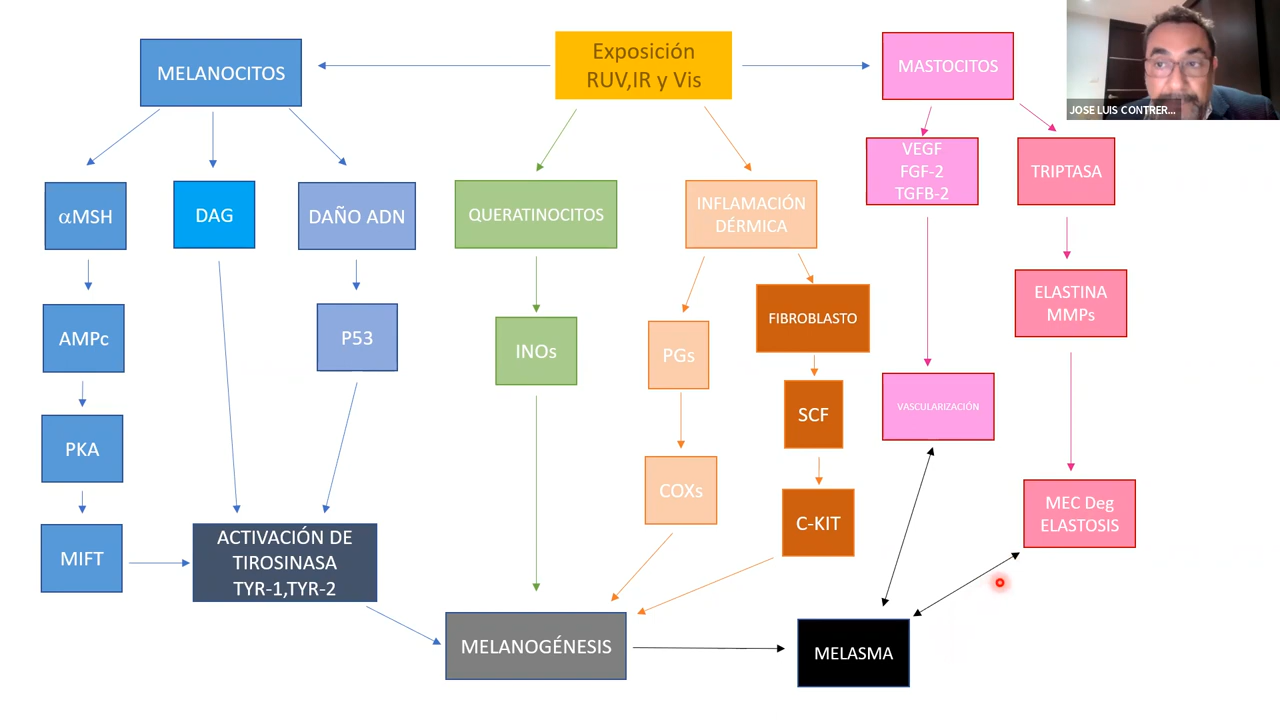 MELANOCITOS
Exposición
RUV,IR y Vis
MASTOCITOS
JOSE LUIS CONTRER...
αMSH
DAG
DAÑO ADN
QUERATINOCITOS
INFLAMACIÓN
DÉRMICA
VEGF
FGF-2
TGFB-2
TRIPTASA
AMPc
P53
INOs
PGs
FIBROBLASTO
ELASTINA
MMPs
PKA
SCF
VASCULARIZACIÓN
COXs
C-KIT
MEC Deg
ELASTOSIS
MIFT
ACTIVACIÓN DE
TIROSINASA
TYR-1,TYR-2
MELANOGÉNESIS
MELASMA